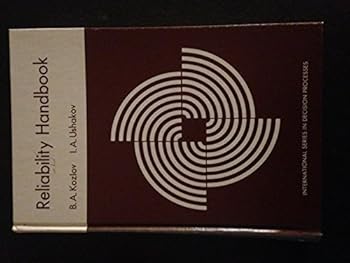 Reliability Handbook
B. A. Kozlov I. A. Ushakov
INTERNATIONAL SERIES IN DECISION PROCESSES